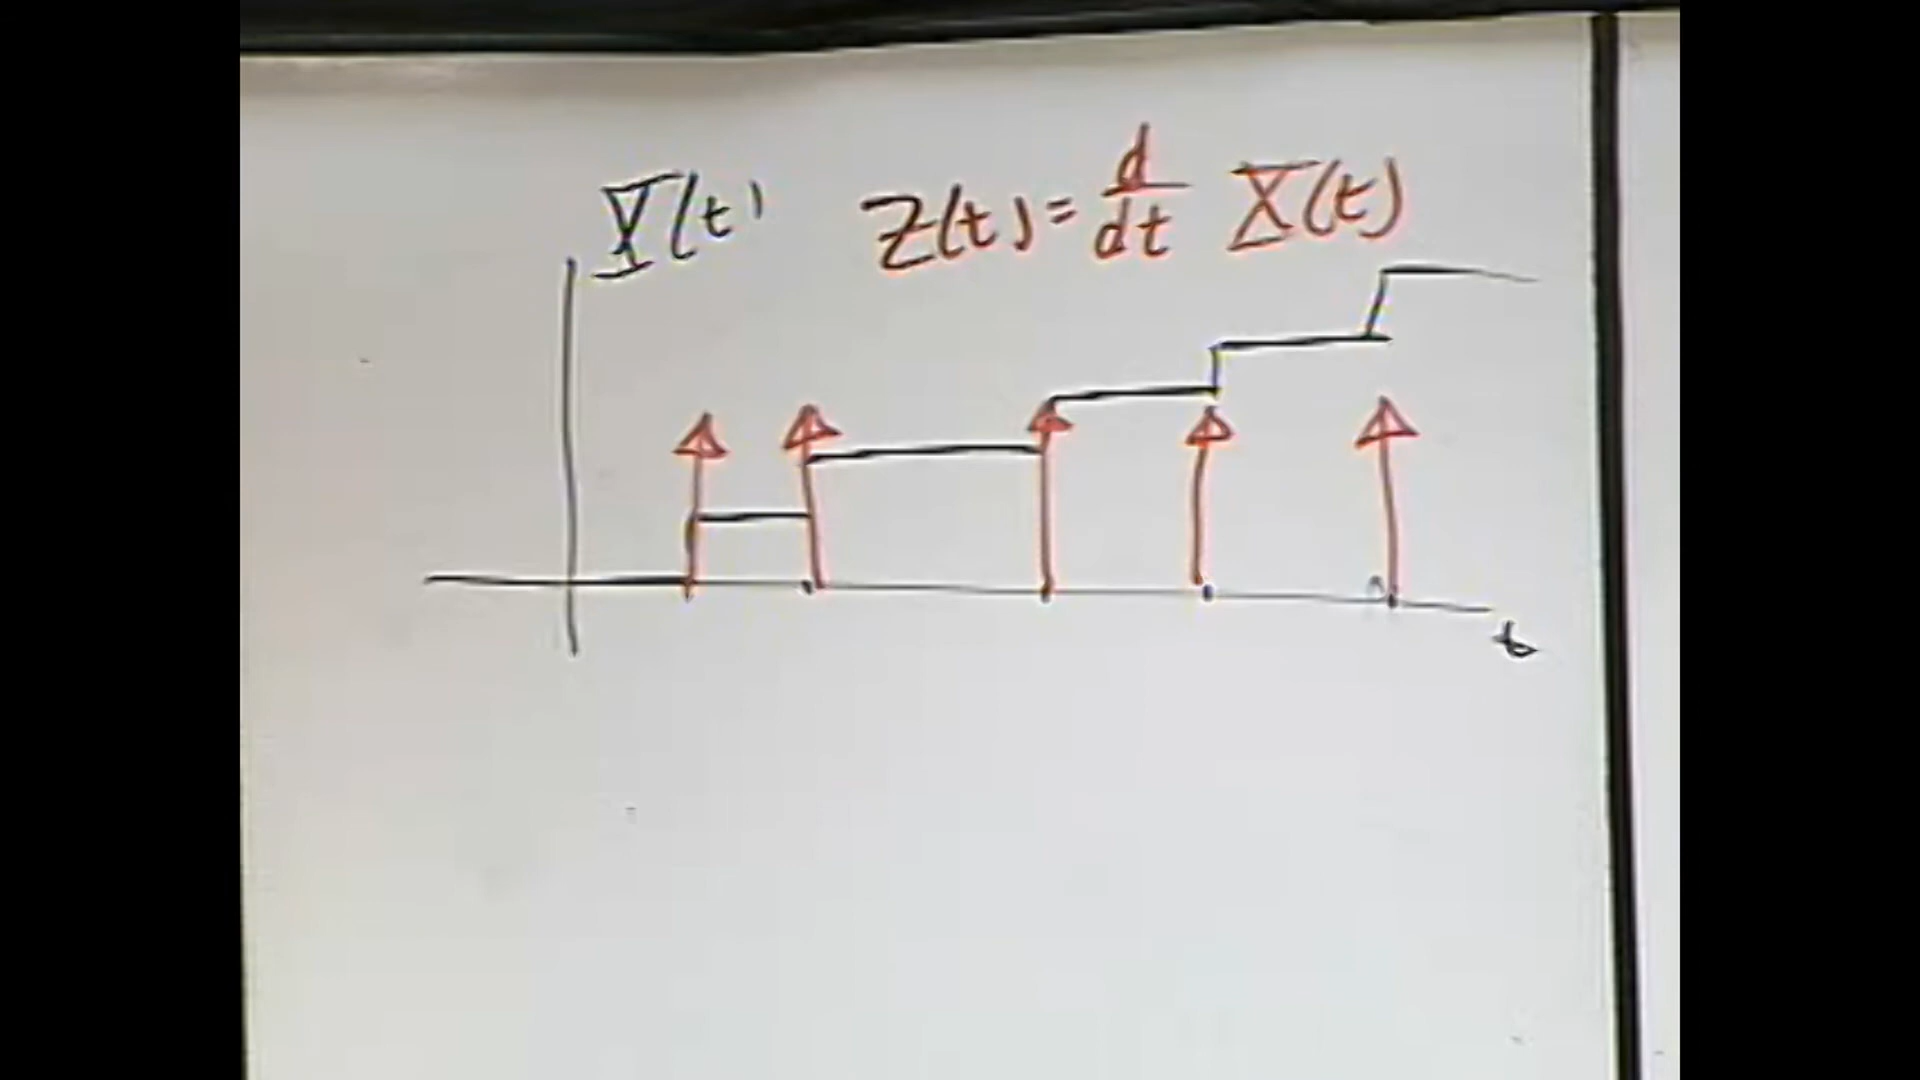 X(t) Z(t) = d/dt X(t)
t